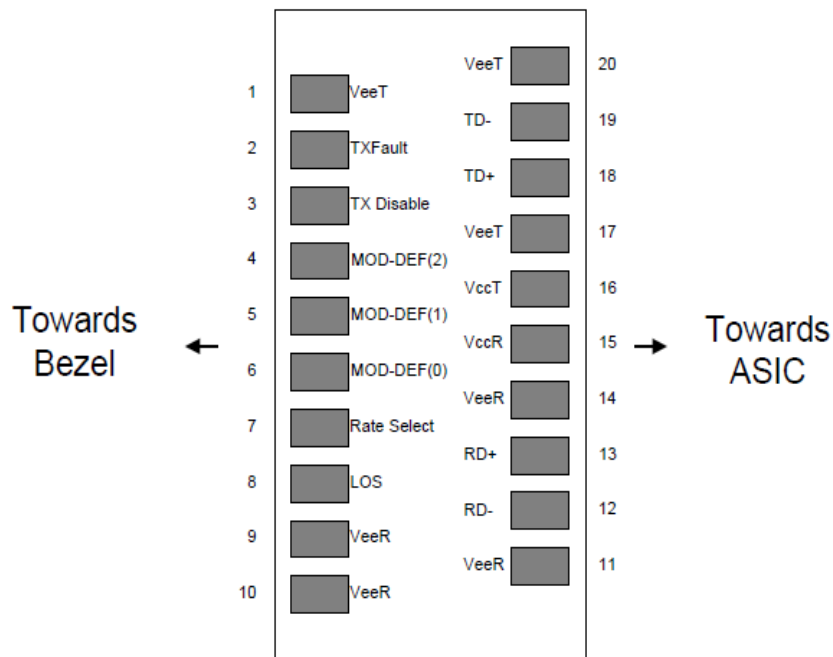 VeeT 20
1 VeeT
TD- 19
2 TXFault
TD+ 18
3 TX Disable
VeeT 17
4 MOD-DEF(2)
VccT 16
5 MOD-DEF(1)
Towards
Bezel
VccR 15
Towards
ASIC
6 MOD-DEF(0)
VeeR 14
7 Rate Select
RD+ 13
8 LOS
RD- 12
9 VeeR
VeeR 11
10 VeeR